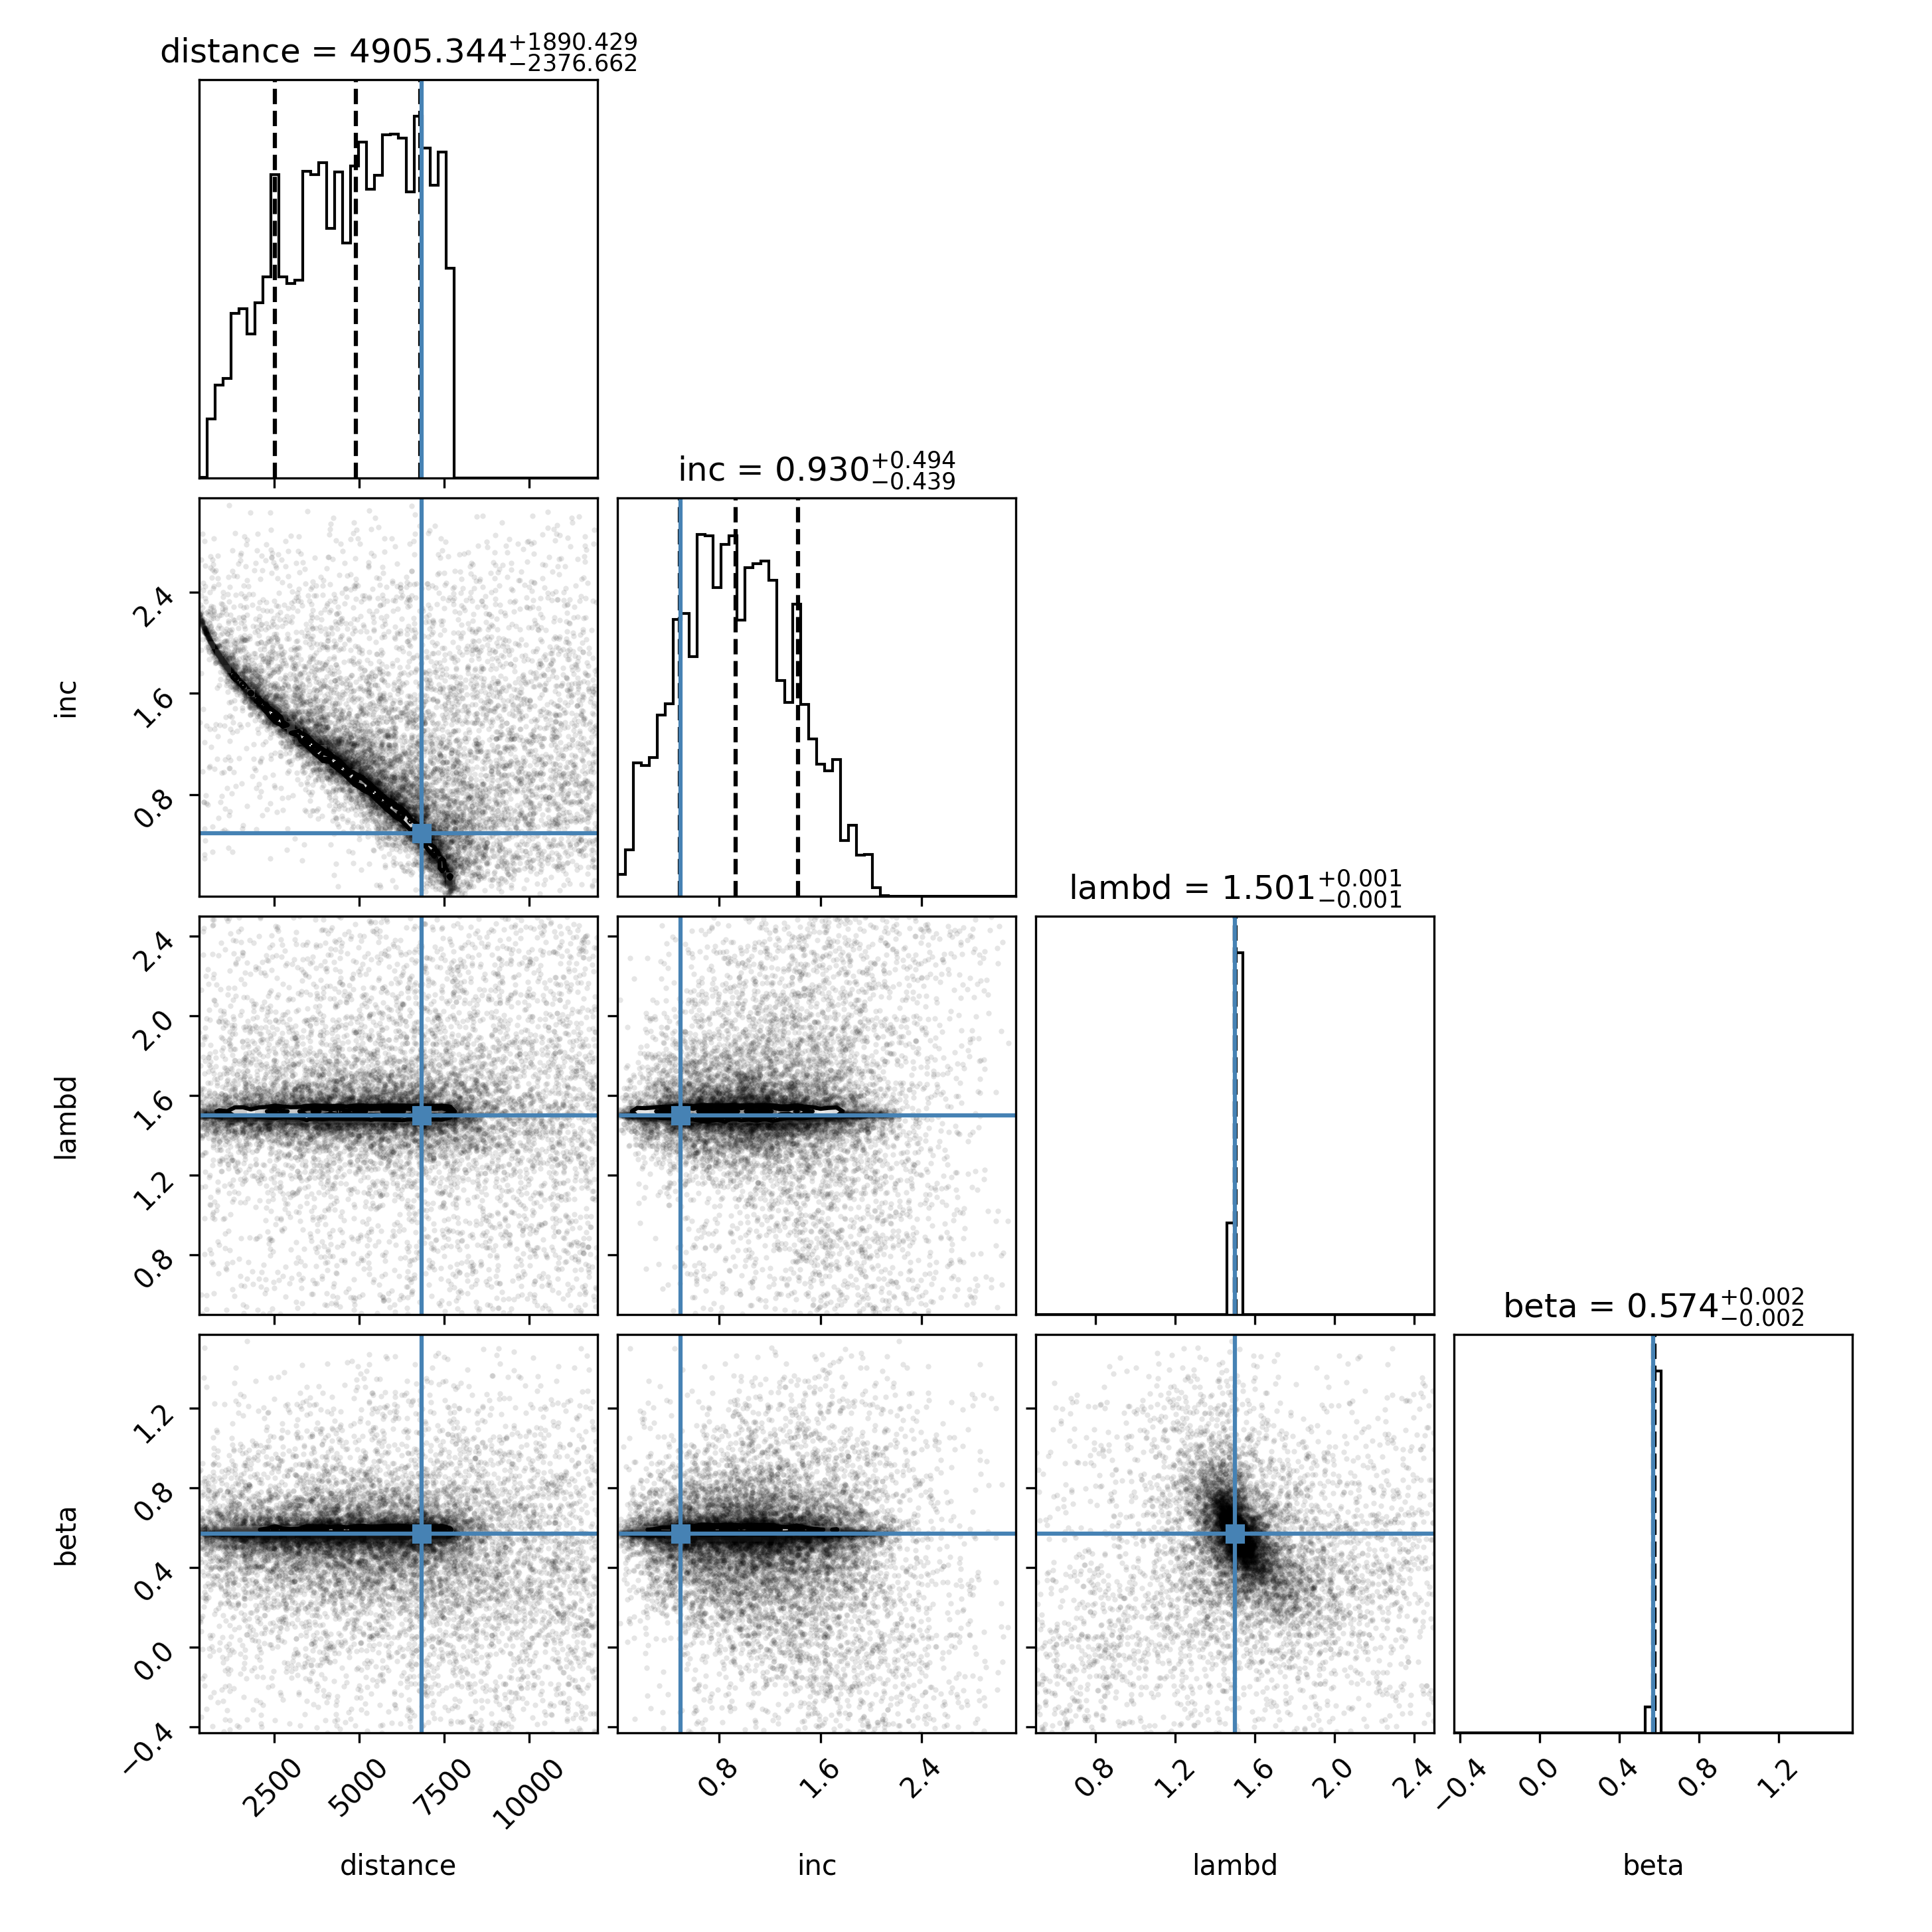 distance = 4905.344+1890.429−2376.662
inc = 0.930+0.494−0.439
2.4
1.6
0.8
inc
lambd = 1.501+0.001−0.001
2.4
2.0
1.6
1.2
0.8
lambd
beta = 0.574+0.002−0.002
1.2
0.8
0.4
0.0
−0.4
beta
2500 5000 7500 10000
0.8 1.6 2.4
0.8 1.2 1.6 2.0 2.4
−0.4 0.0 0.4 0.8 1.2
distance inc lambd beta